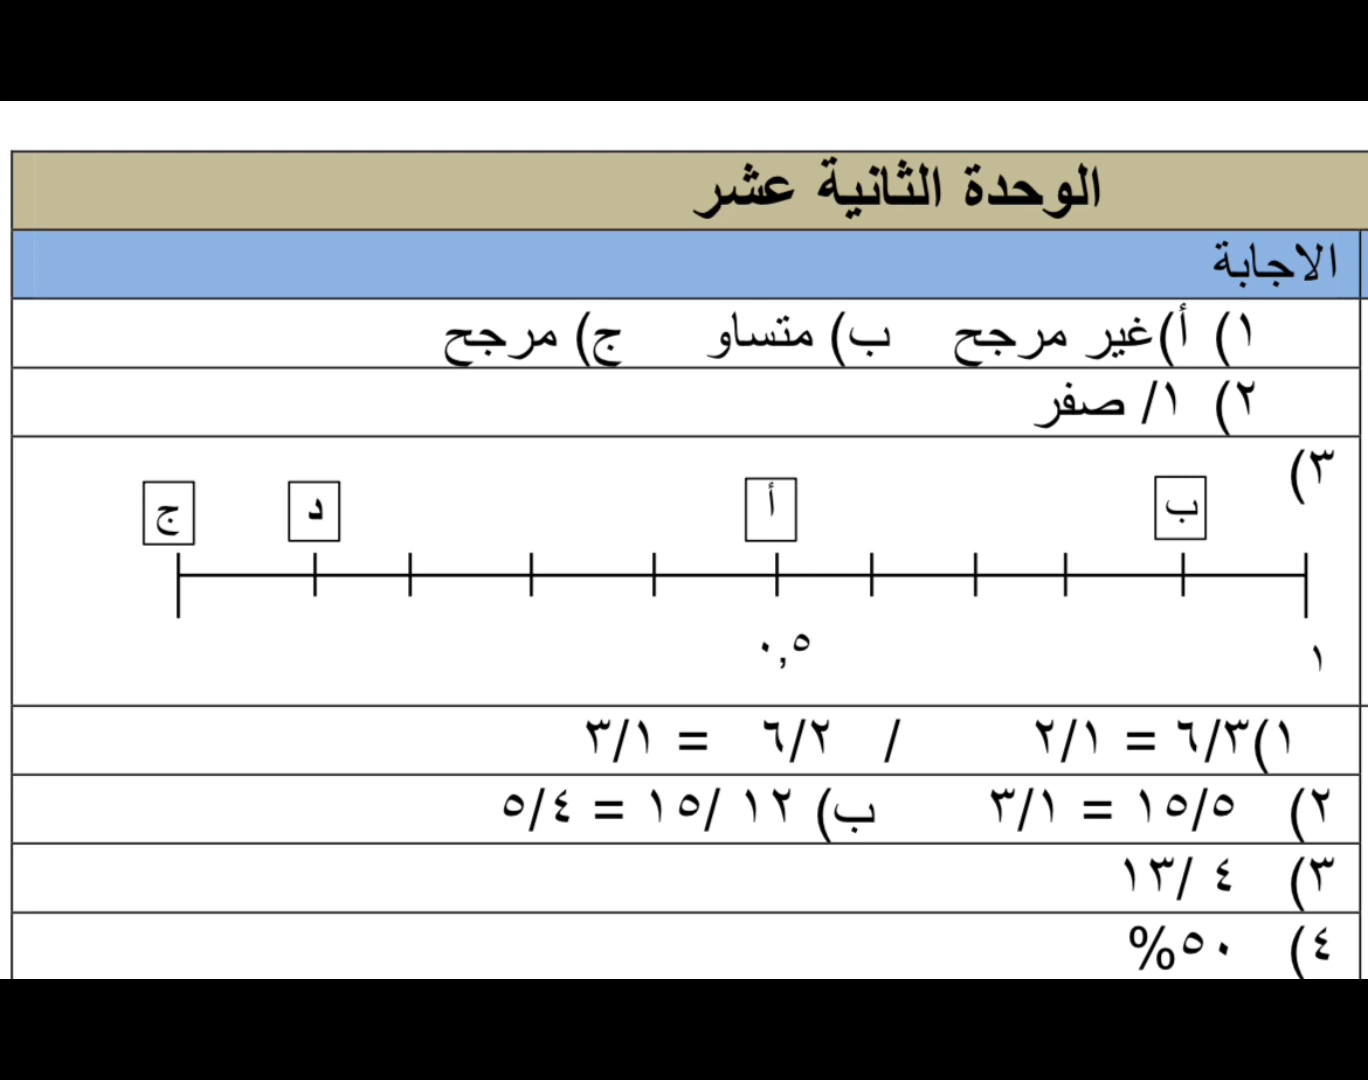 الوحدة الثانية عشر
الاجابة
١) أ)غير مرجح ب) متساو ج) مرجح
٢) ١/ صفر
٣)
ب أ د ج
١ ٠,٥
١)٦/٣ = ٢/١ / ٦/٢ = ٣/١
٢) ١٥/٥ = ٣/١ ب) ١٢ /١٥ = ٥/٤
٣) ٤ /١٣
٤) ٥٠%